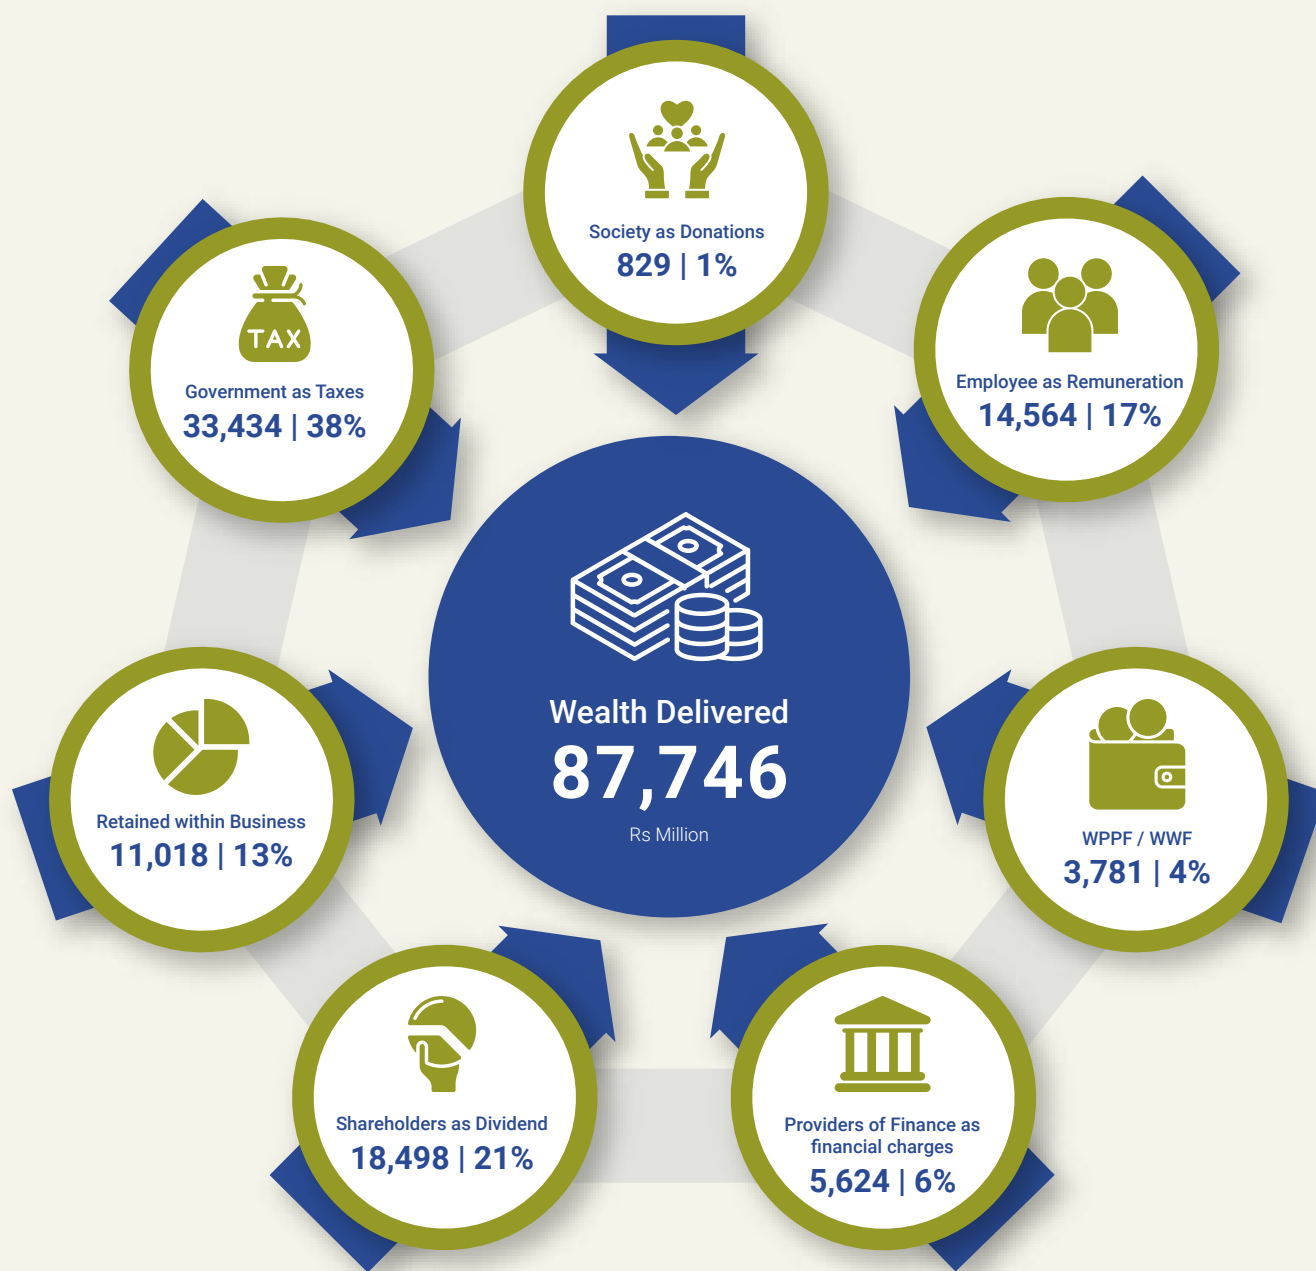 Society as Donations
829 | 1%
Employee as Remuneration
14,564 | 17%
TAX
Government as Taxes
33,434 | 38%
Wealth Delivered
87,746
Rs Million
Retained within Business
11,018 | 13%
WPPF / WWF
3,781 | 4%
Shareholders as Dividend
18,498 | 21%
Providers of Finance as
financial charges
5,624 | 6%